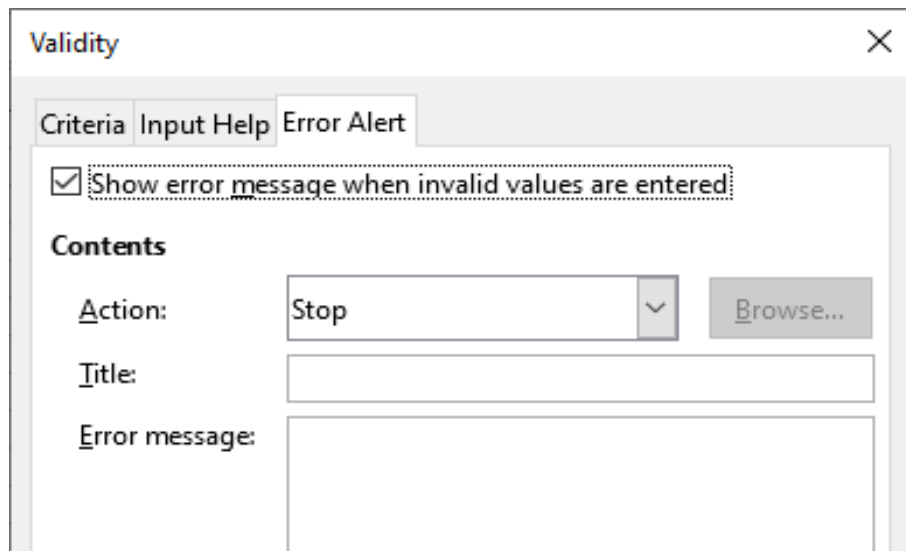 Validity
Criteria Input Help Error Alert
Show error message when invalid values are entered
Contents
Action: Stop Browse...
Title:
Error message: